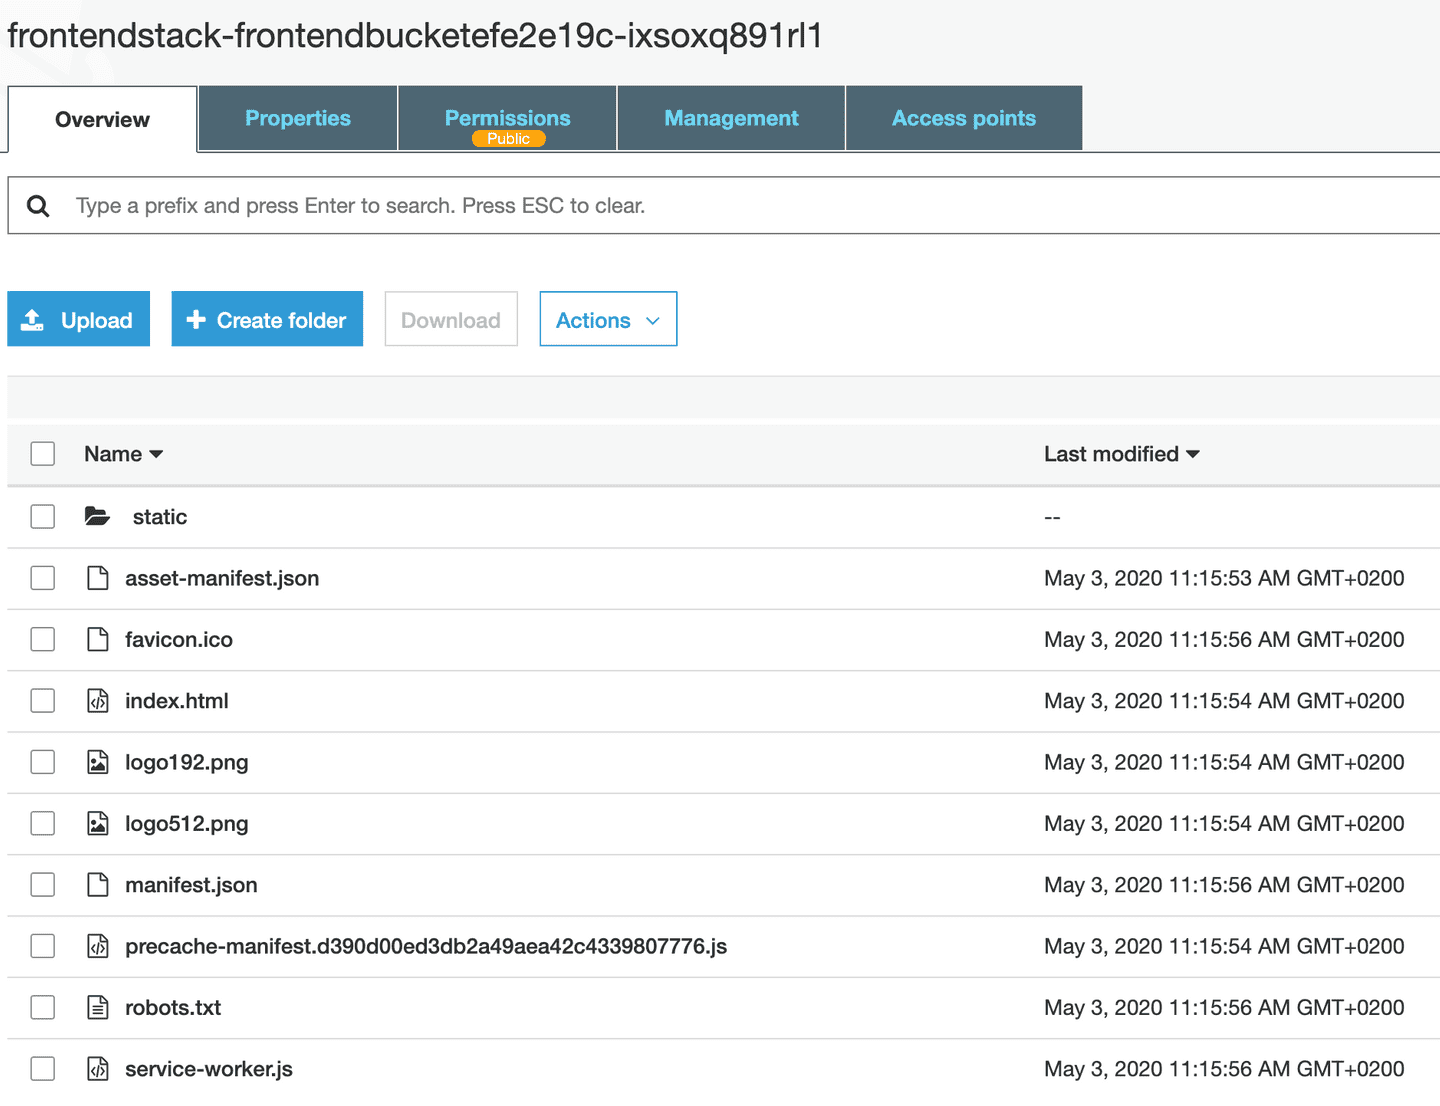 frontendstack-frontendbucketefe2e19c-ixsoxq891rl1
Overview
Properties
Permissions
Public
Management
Access points
Type a prefix and press Enter to search. Press ESC to clear.
Upload
Create folder
Download
Actions
Name
Last modified
static
--
asset-manifest.json
May 3, 2020 11:15:53 AM GMT+0200
favicon.ico
May 3, 2020 11:15:56 AM GMT+0200
index.html
May 3, 2020 11:15:54 AM GMT+0200
logo192.png
May 3, 2020 11:15:54 AM GMT+0200
logo512.png
May 3, 2020 11:15:54 AM GMT+0200
manifest.json
May 3, 2020 11:15:56 AM GMT+0200
precache-manifest.d390d00ed3db2a49aea42c4339807776.js
May 3, 2020 11:15:54 AM GMT+0200
robots.txt
May 3, 2020 11:15:56 AM GMT+0200
service-worker.js
May 3, 2020 11:15:56 AM GMT+0200